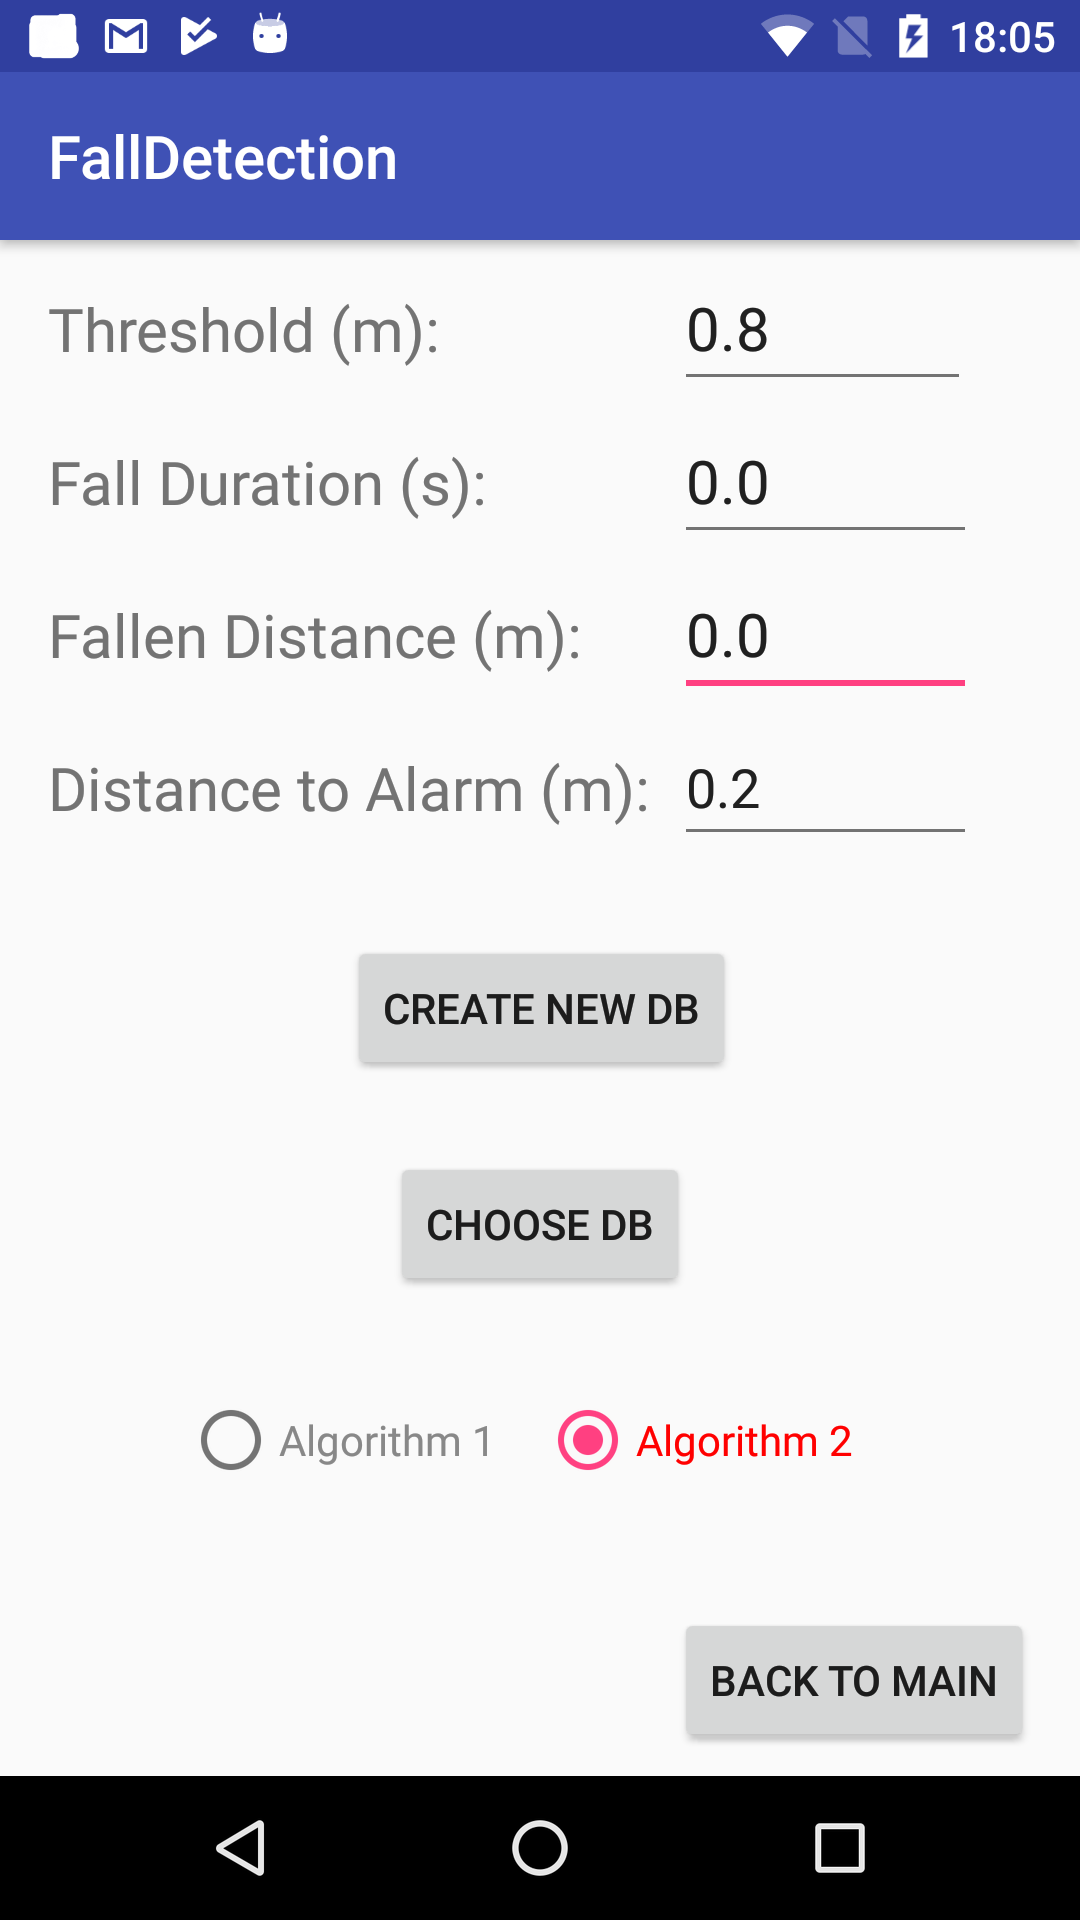 18:05
FallDetection
Threshold (m): 0.8
Fall Duration (s): 0.0
Fallen Distance (m): 0.0
Distance to Alarm (m): 0.2
CREATE NEW DB
CHOOSE DB
Algorithm 1 Algorithm 2
BACK TO MAIN